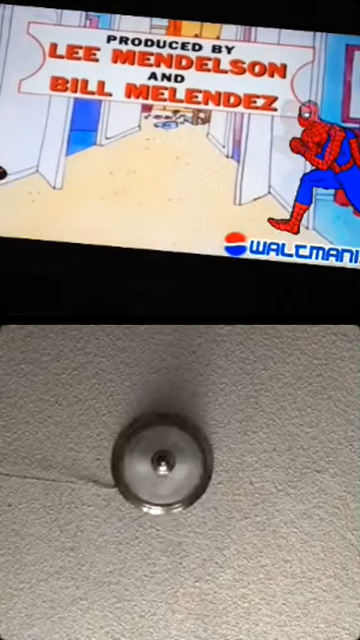 PRODUCED BY
LEE MENDELSON
AND
BILL MELENDEZ
WALTMANI